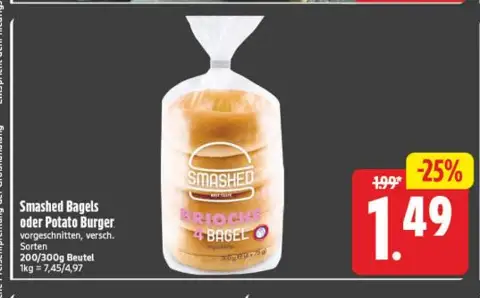 SMASHED
BRIOCHE
4 BAGEL
Smashed Bagels
oder Potato Burger
vorgeschnitten, versch.
Sorten
200/300g Beutel
1kg = 7,45/4,97
-25%
1.99*
1.49